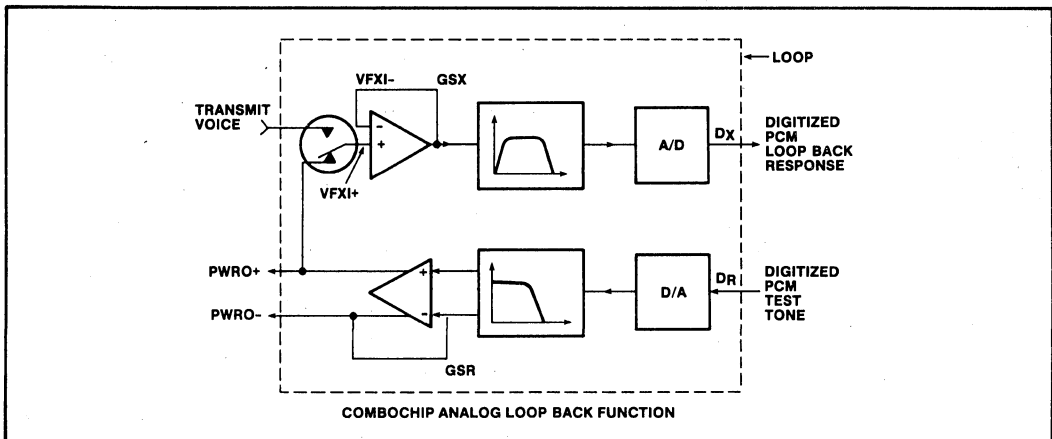 LOOP
VFXI-
GSX
TRANSMIT
VOICE
VFXI+
-
+
A/D
DX
DIGITIZED
PCM
LOOP BACK
RESPONSE
PWRO+
PWRO-
+
-
GSR
D/A
DR
DIGITIZED
PCM
TEST
TONE
COMBOCHIP ANALOG LOOP BACK FUNCTION